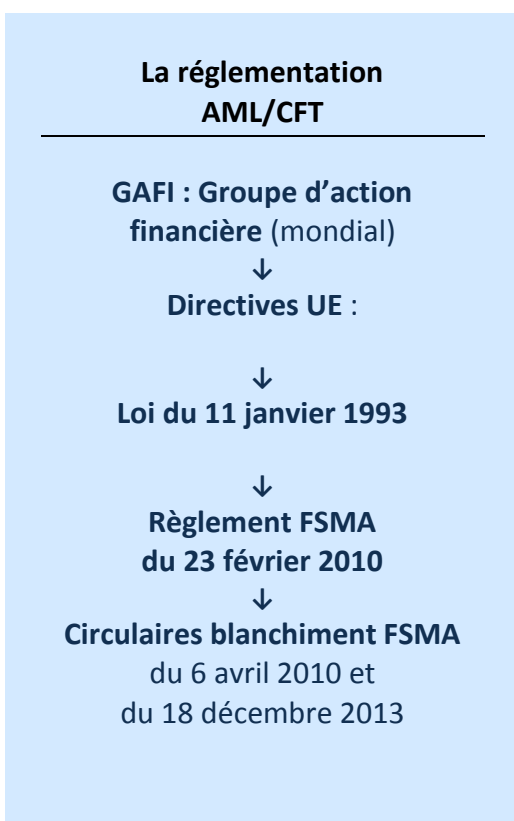 La réglementation
AML/CFT
GAFI : Groupe d’action
financière (mondial)
↓
Directives UE :
↓
Loi du 11 janvier 1993
↓
Règlement FSMA
du 23 février 2010
↓
Circulaires blanchiment FSMA
du 6 avril 2010 et
du 18 décembre 2013